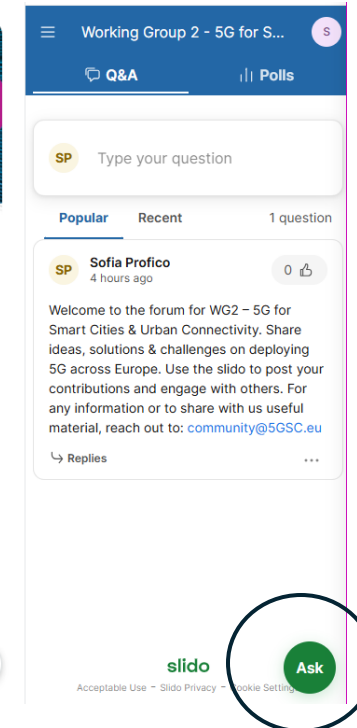 Working Group 2 - 5G for S...
S
Q&A
Polls
SP
Type your question
Popular
Recent
1 question
SP
Sofia Profico
4 hours ago
0
Welcome to the forum for WG2 – 5G for
Smart Cities & Urban Connectivity. Share
ideas, solutions & challenges on deploying
5G across Europe. Use the slido to post your
contributions and engage with others. For
any information or to share with us useful
material, reach out to: community@5GSC.eu
Replies
...
slido
Ask
Acceptable Use - Slido Privacy - Cookie Settings